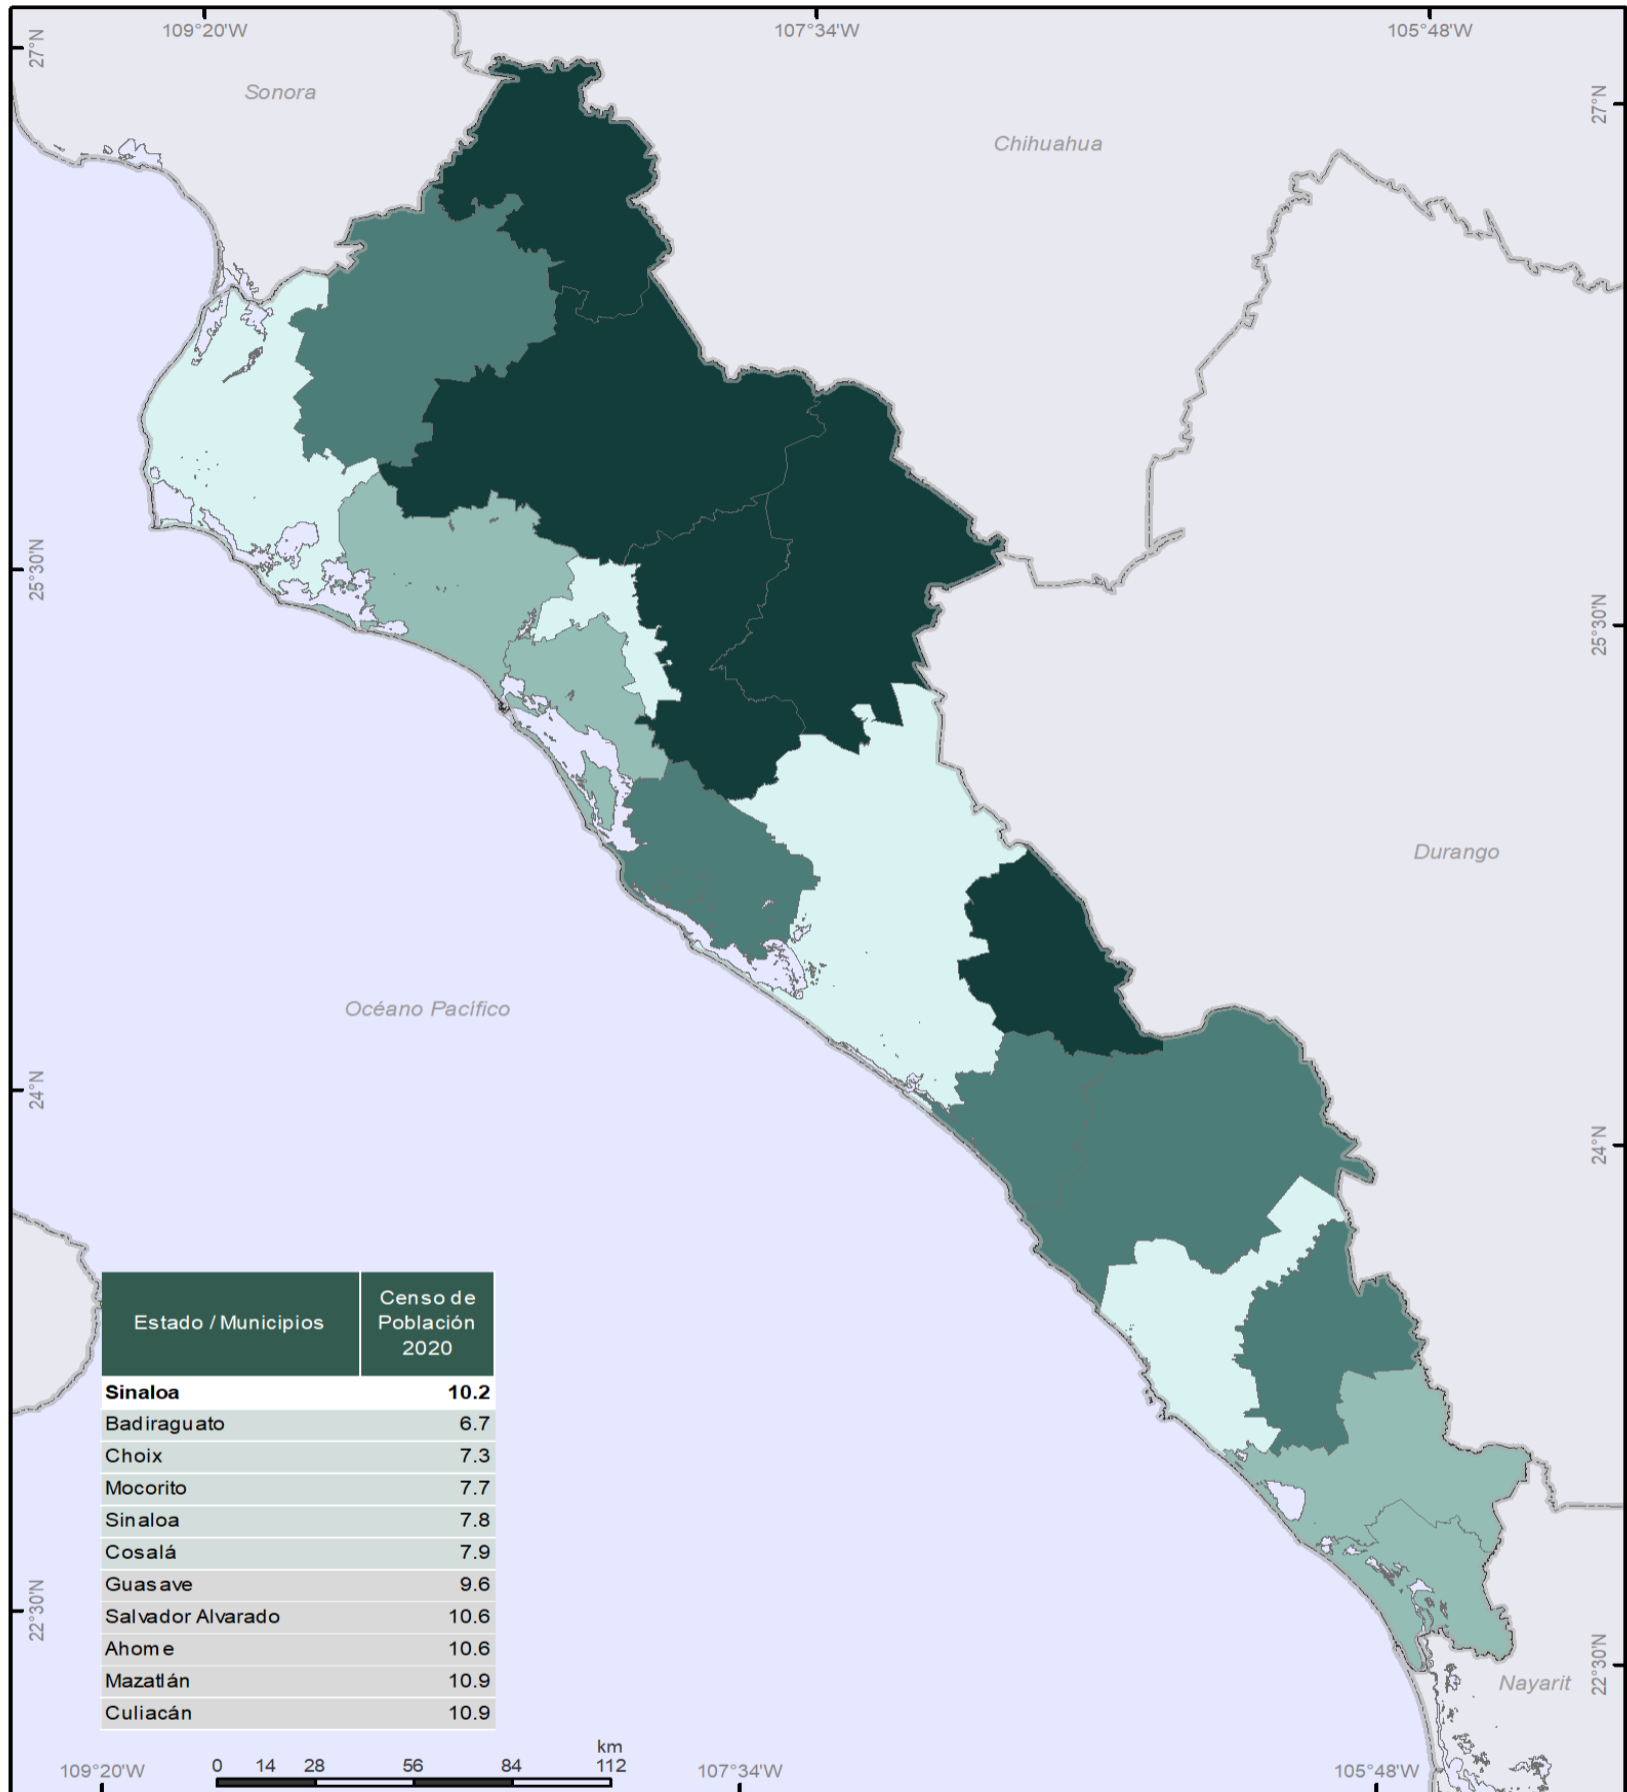 109°20'W 107°34'W 105°48'W
27°N
27°N
Sonora
Chihuahua
25°30'N
25°30'N
Durango
Océano Pacífico
24°N
24°N
Estado / Municipios
Censo de
Población
2020
Sinaloa 10.2
Badiraguato 6.7
Choix 7.3
Mocorito 7.7
Sinaloa 7.8
Cosalá 7.9
Guasave 9.6
Salvador Alvarado 10.6
Ahome 10.6
Mazatlán 10.9
Culiacán 10.9
22°30'N
22°30'N
Nayarit
km
0 14 28 56 84 112
109°20'W 107°34'W 105°48'W